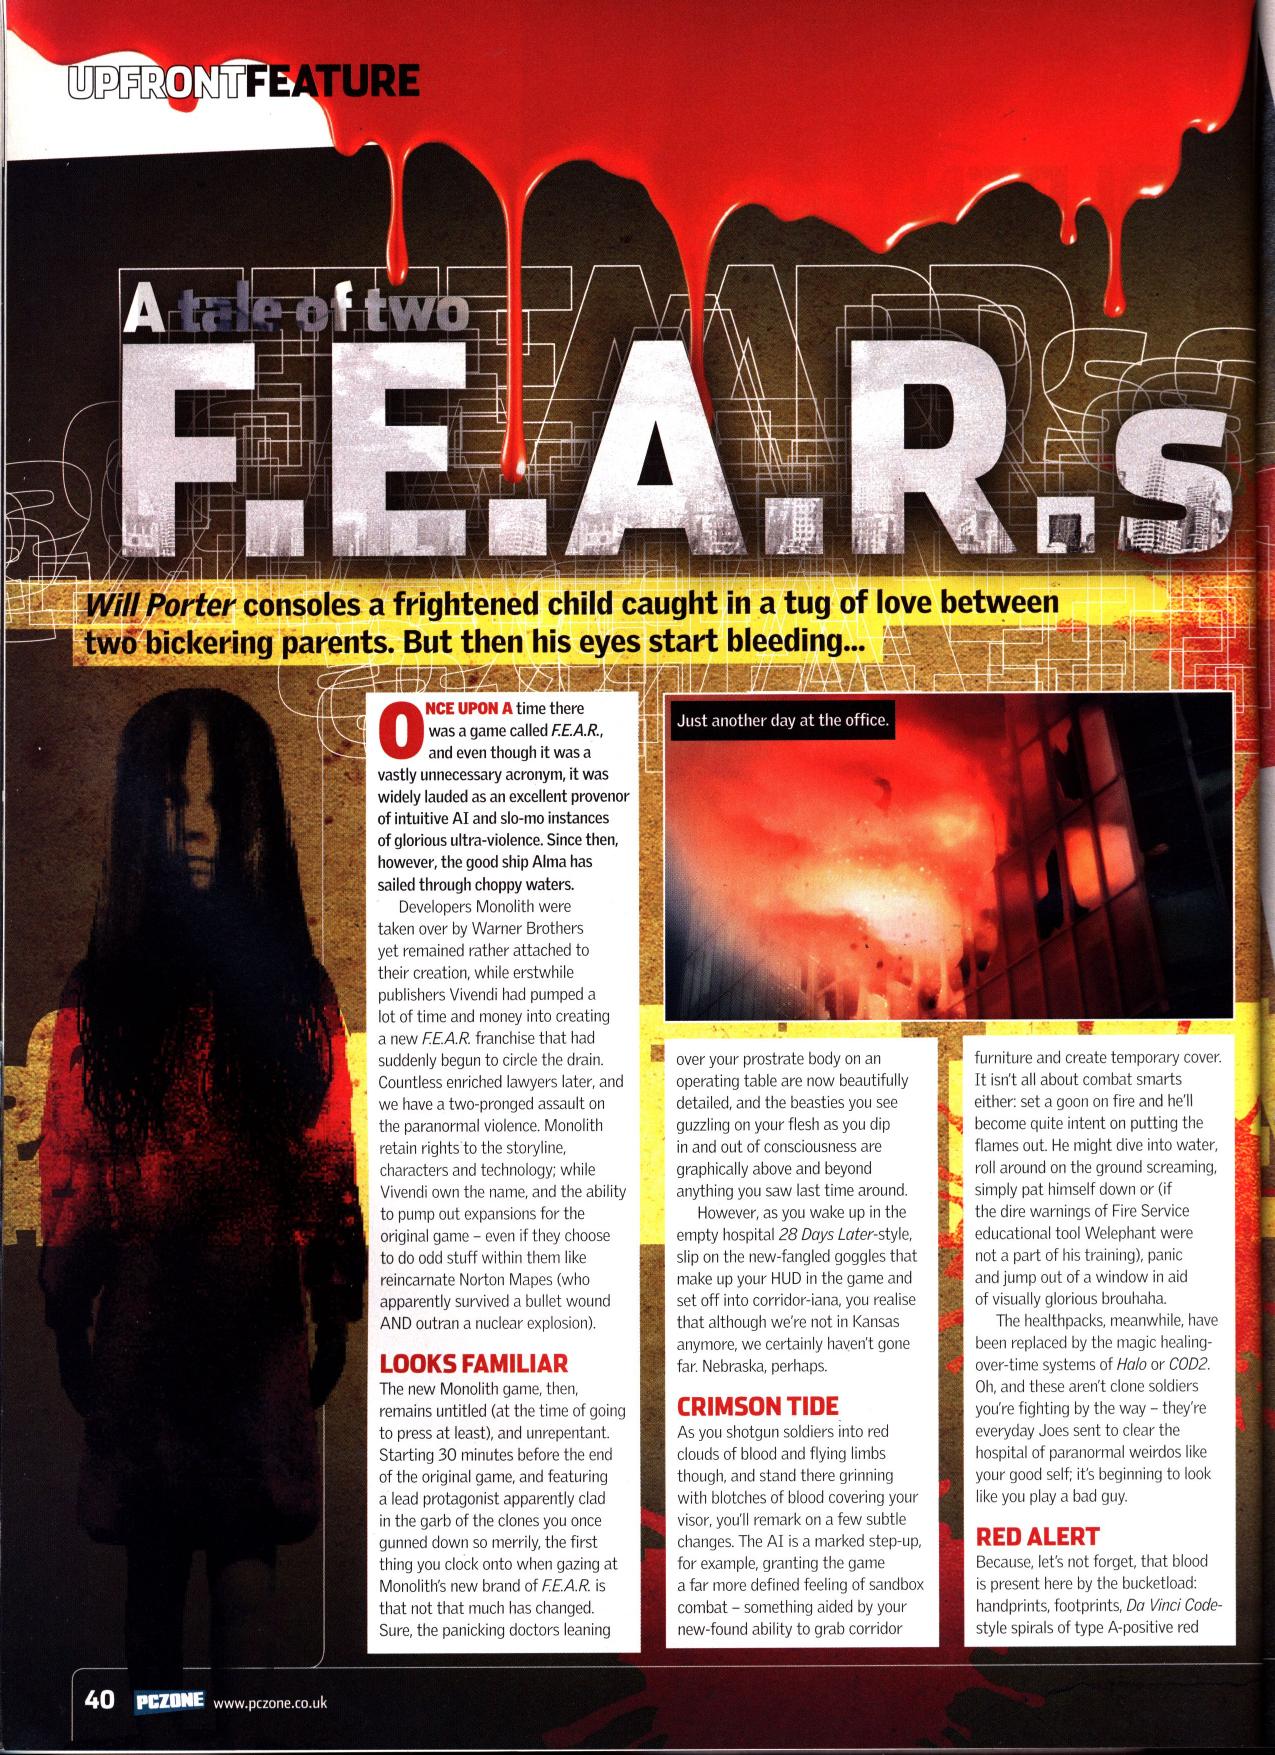 UPFRONTFEATURE
A tale of two
F.E.A.R.s
Will Porter consoles a frightened child caught in a tug of love between
two bickering parents. But then his eyes start bleeding...
ONCE UPON A time there
was a game called F.E.A.R.,
and even though it was a
vastly unnecessary acronym, it was
widely lauded as an excellent provenor
of intuitive AI and slo-mo instances
of glorious ultra-violence. Since then,
however, the good ship Alma has
sailed through choppy waters.
Developers Monolith were
taken over by Warner Brothers
yet remained rather attached to
their creation, while erstwhile
publishers Vivendi had pumped a
lot of time and money into creating
a new F.E.A.R. franchise that had
suddenly begun to circle the drain.
Countless enriched lawyers later, and
we have a two-pronged assault on
the paranormal violence. Monolith
retain rights to the storyline,
characters and technology; while
Vivendi own the name, and the ability
to pump out expansions for the
original game – even if they choose
to do odd stuff within them like
reincarnate Norton Mapes (who
apparently survived a bullet wound
AND outran a nuclear explosion).
LOOKS FAMILIAR
The new Monolith game, then,
remains untitled (at the time of going
to press at least), and unrepentant.
Starting 30 minutes before the end
of the original game, and featuring
a lead protagonist apparently clad
in the garb of the clones you once
gunned down so merrily, the first
thing you clock onto when gazing at
Monolith's new brand of F.E.A.R. is
that not that much has changed.
Sure, the panicking doctors leaning
Just another day at the office.
over your prostrate body on an
operating table are now beautifully
detailed, and the beasties you see
guzzling on your flesh as you dip
in and out of consciousness are
graphically above and beyond
anything you saw last time around.
However, as you wake up in the
empty hospital 28 Days Later-style,
slip on the new-fangled goggles that
make up your HUD in the game and
set off into corridor-iana, you realise
that although we're not in Kansas
anymore, we certainly haven't gone
far. Nebraska, perhaps.
CRIMSON TIDE
As you shotgun soldiers into red
clouds of blood and flying limbs
though, and stand there grinning
with blotches of blood covering your
visor, you'll remark on a few subtle
changes. The AI is a marked step-up,
for example, granting the game
a far more defined feeling of sandbox
combat – something aided by your
new-found ability to grab corridor
furniture and create temporary cover.
It isn't all about combat smarts
either: set a goon on fire and he'll
become quite intent on putting the
flames out. He might dive into water,
roll around on the ground screaming,
simply pat himself down or (if
the dire warnings of Fire Service
educational tool Welephant were
not a part of his training), panic
and jump out of a window in aid
of visually glorious brouhaha.
The healthpacks, meanwhile, have
been replaced by the magic healing-
over-time systems of Halo or COD2.
Oh, and these aren't clone soldiers
you're fighting by the way – they're
everyday Joes sent to clear the
hospital of paranormal weirdos like
your good self; it's beginning to look
like you play a bad guy.
RED ALERT
Because, let's not forget, that blood
is present here by the bucketload:
handprints, footprints, Da Vinci Code-
style spirals of type A-positive red
40 PCZONE www.pczone.co.uk